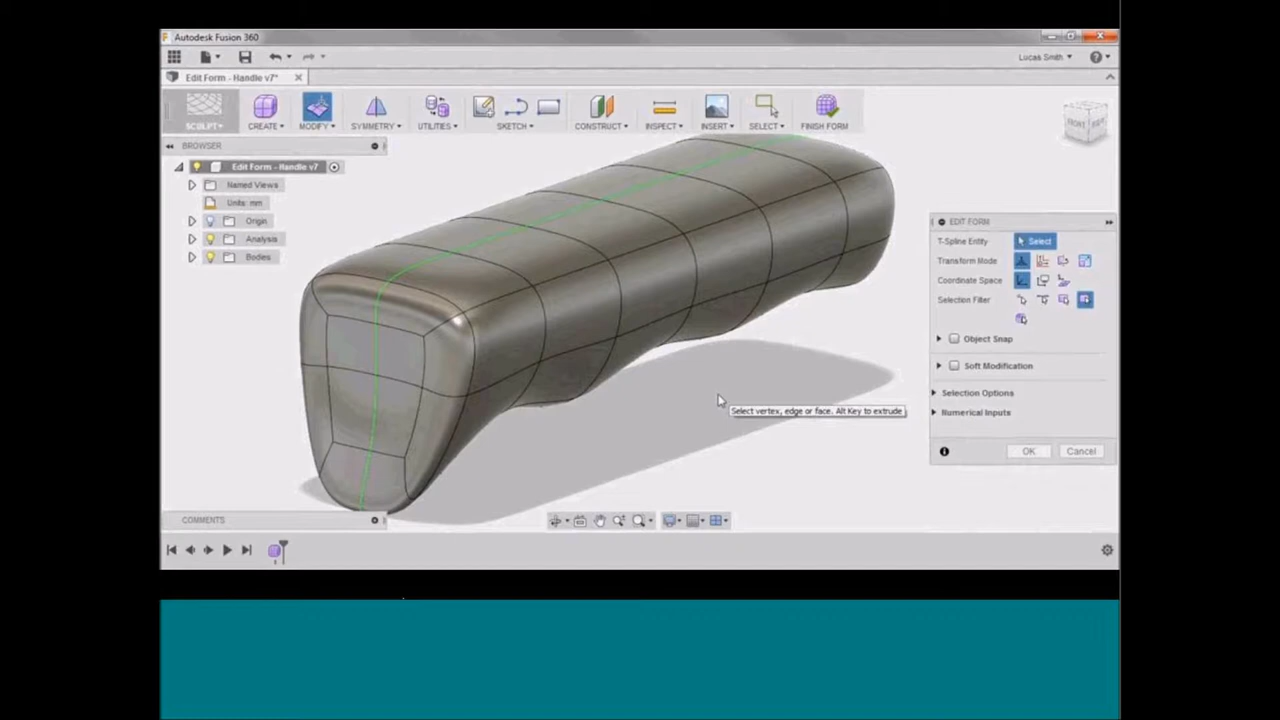 Autodesk Fusion 360
Lucas Smith
Edit Form - Handle v7*
SCULPT
CREATE
MODIFY
SYMMETRY
UTILITIES
SKETCH
CONSTRUCT
INSPECT
INSERT
SELECT
FINISH FORM
FRONT
BROWSER
Edit Form - Handle v7
Named Views
Units: mm
Origin
Analysis
Bodies
EDIT FORM
T-Spline Entity
Select
Transform Mode
Coordinate Space
Selection Filter
Object Snap
Soft Modification
Selection Options
Numerical Inputs
OK
Cancel
Select vertex, edge or face. Alt Key to extrude
COMMENTS